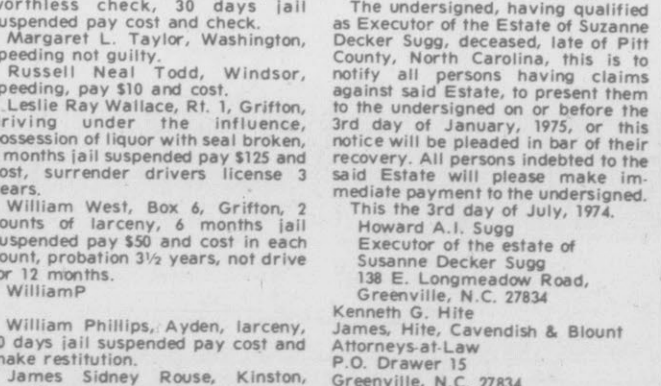 worthless check, 30 days jail
suspended pay cost and check.
Margaret L. Taylor, Washington,
speeding not guilty.
Russell Neal Todd, Windsor,
speeding, pay $10 and cost.
Leslie Ray Wallace, Rt. 1, Grifton,
driving under the influence,
possession of liquor with seal broken,
months jail suspended pay $125 and
cost, surrender drivers license 3
years.
William West, Box 6, Grifton, 2
counts of larceny, 6 months jail
suspended pay $50 and cost in each
count, probation 3½ years, not drive
for 12 months.
WilliamP
William Phillips, Ayden, larceny,
0 days jail suspended pay cost and
make restitution.
James Sidney Rouse, Kinston,
The undersigned, having qualified
as Executor of the Estate of Suzanne
Decker Sugg, deceased, late of Pitt
County, North Carolina, this is to
notify all persons having claims
against said Estate, to present them
to the undersigned on or before the
3rd day of January, 1975, or this
notice will be pleaded in bar of their
recovery. All persons indebted to the
said Estate will please make im-
mediate payment to the undersigned.
This the 3rd day of July, 1974.
Howard A.I. Sugg
Executor of the estate of
Susanne Decker Sugg
138 E. Longmeadow Road,
Greenville, N.C. 27834
Kenneth G. Hite
James, Hite, Cavendish & Blount
Attorneys-at-Law
P.O. Drawer 15
Greenville, N.C. 27834